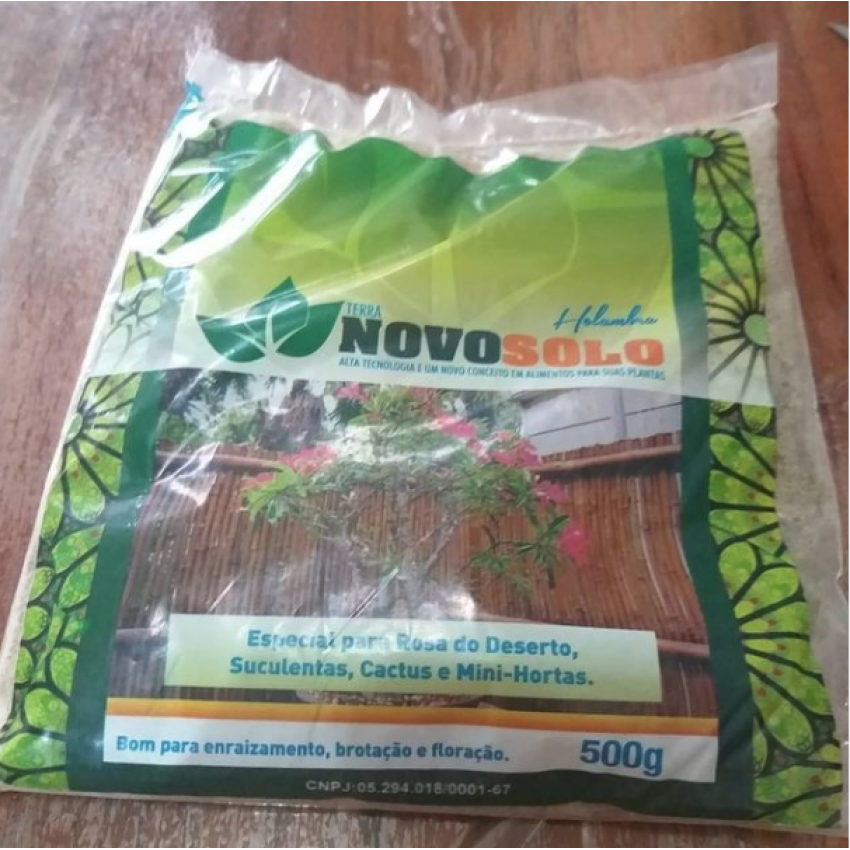 TERRA
Holambra
NOVOSOLO
ALTA TECNOLOGIA E UM NOVO CONCEITO EM ALIMENTOS PARA SUAS PLANTAS
Especial para Rosa do Deserto,
Suculentas, Cactus e Mini-Hortas.
Bom para enraizamento, brotação e floração.
500g
CNPJ:05.294.018/0001-67